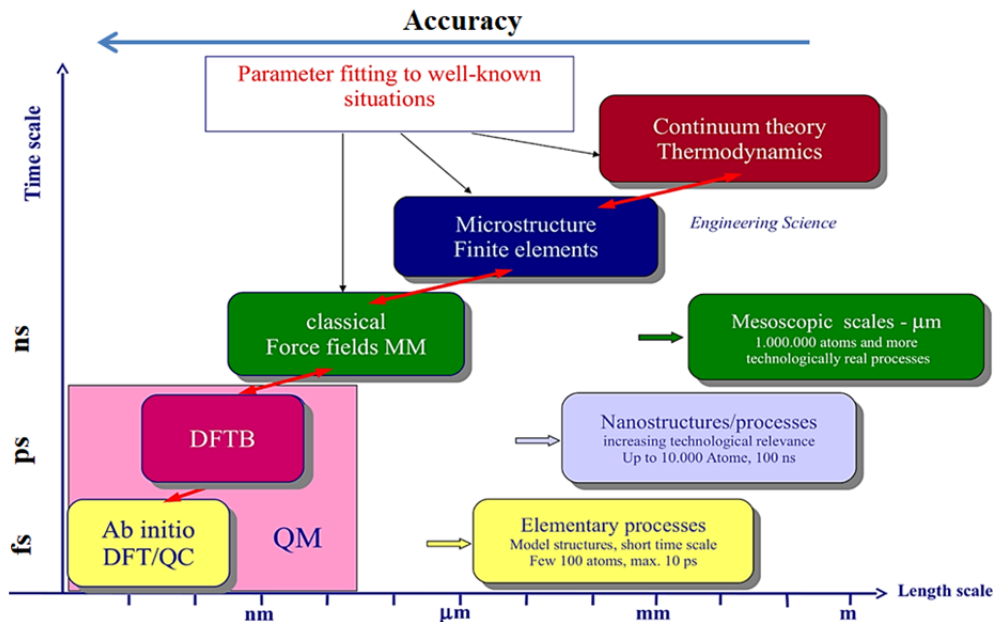 Accuracy
Parameter fitting to well-known
situations
Continuum theory
Thermodynamics
Time scale
Microstructure
Finite elements
Engineering Science
ns
classical
Force fields MM
Mesoscopic scales - μm
1.000.000 atoms and more
technologically real processes
ps
DFTB
Nanostructures/processes
increasing technological relevance
Up to 10.000 Atome, 100 ns
fs
Ab initio
DFT/QC
QM
Elementary processes
Model structures, short time scale
Few 100 atoms, max. 10 ps
Length scale
nm
μm
mm
m